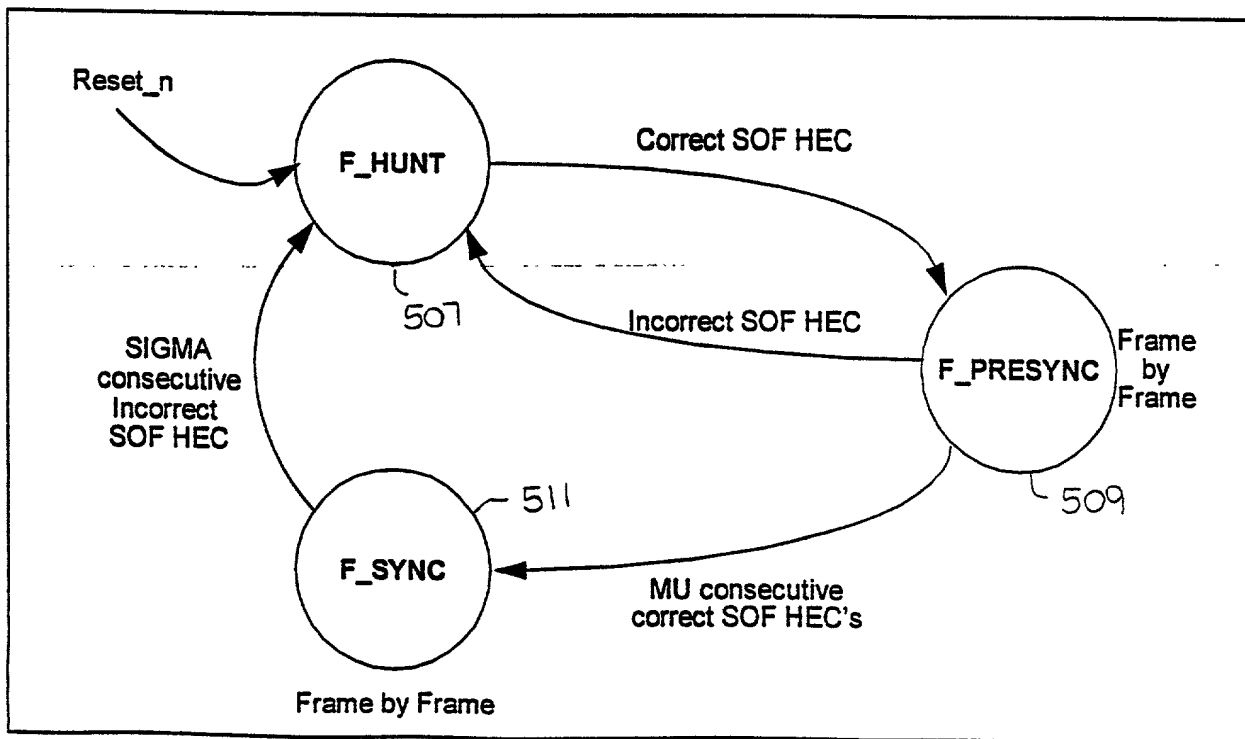 Reset_n
F_HUNT
Correct SOF HEC
507
Incorrect SOF HEC
F_PRESYNC
Frame
by
Frame
509
SIGMA
consecutive
Incorrect
SOF HEC
511
F_SYNC
MU consecutive
correct SOF HEC's
Frame by Frame